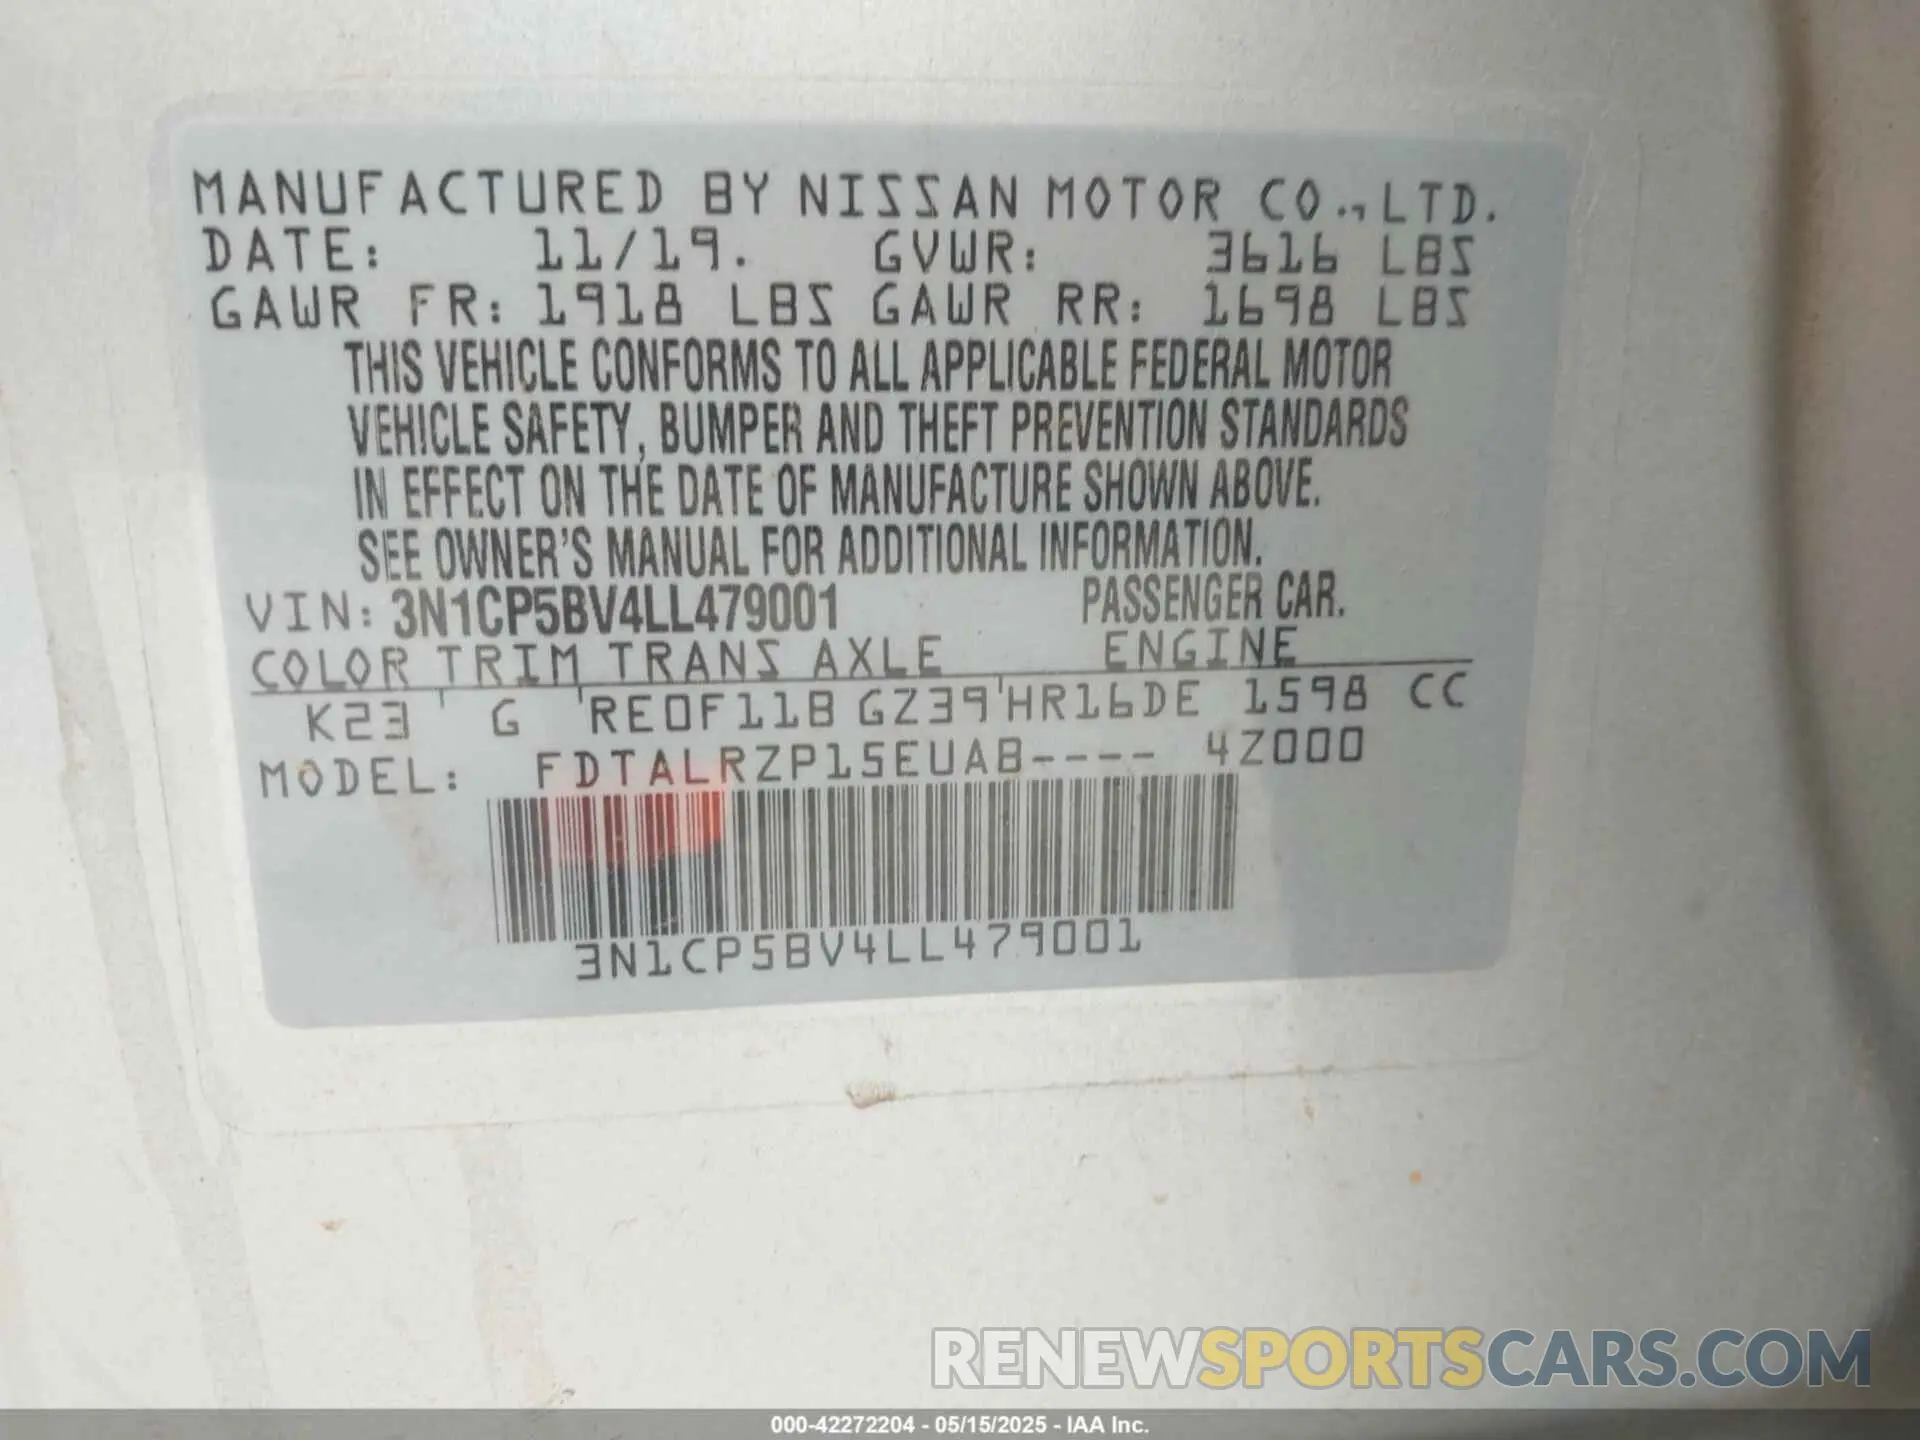 MANUFACTURED BY NISSAN MOTOR CO., LTD.
DATE: 11/19. GVWR: 3616 LBS
GAWR FR: 1918 LBS GAWR RR: 1698 LBS
THIS VEHICLE CONFORMS TO ALL APPLICABLE FEDERAL MOTOR
VEHICLE SAFETY, BUMPER AND THEFT PREVENTION STANDARDS
IN EFFECT ON THE DATE OF MANUFACTURE SHOWN ABOVE.
SEE OWNER'S MANUAL FOR ADDITIONAL INFORMATION.
VIN: 3N1CP5BV4LL479001 PASSENGER CAR.
COLOR TRIM TRANS AXLE ENGINE
K23 ' G 'RE0F11B GZ39'HR16DE 1598 CC
MODEL: FDTALRZP15EUAB---- 4Z000
3N1CP5BV4LL479001
RENEWSPORTSCARS.COM
000-42272204 - 05/15/2025 - IAA Inc.